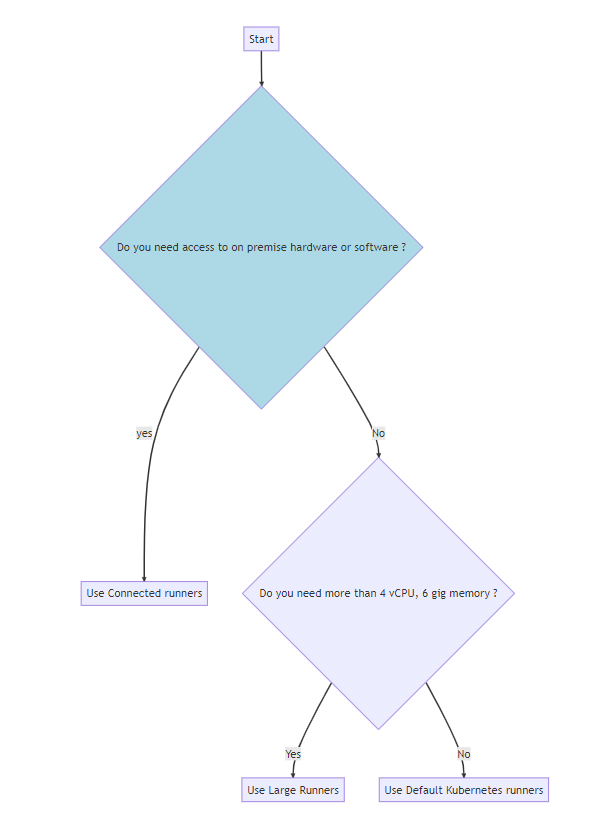 Start
Do you need access to on premise hardware or software ?
yes
No
Use Connected runners
Do you need more than 4 vCPU, 6 gig memory ?
Yes
No
Use Large Runners
Use Default Kubernetes runners